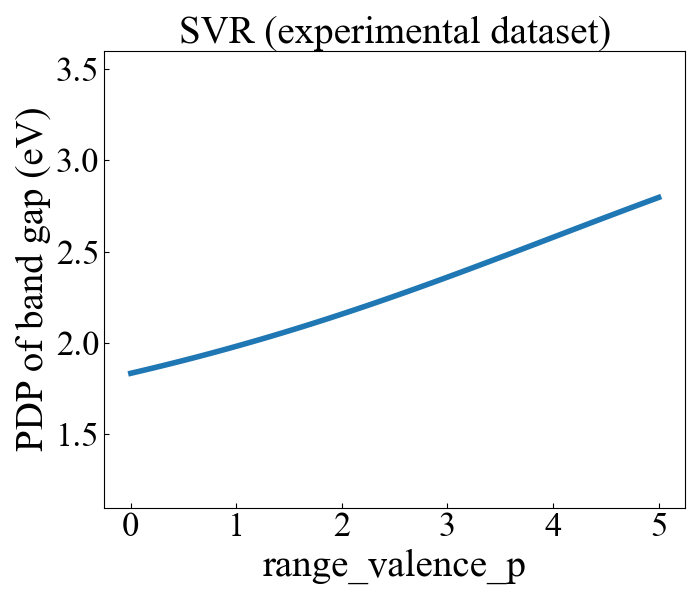 SVR (experimental dataset)
PDP of band gap (eV)
3.5
3.0
2.5
2.0
1.5
0 1 2 3 4 5
range_valence_p